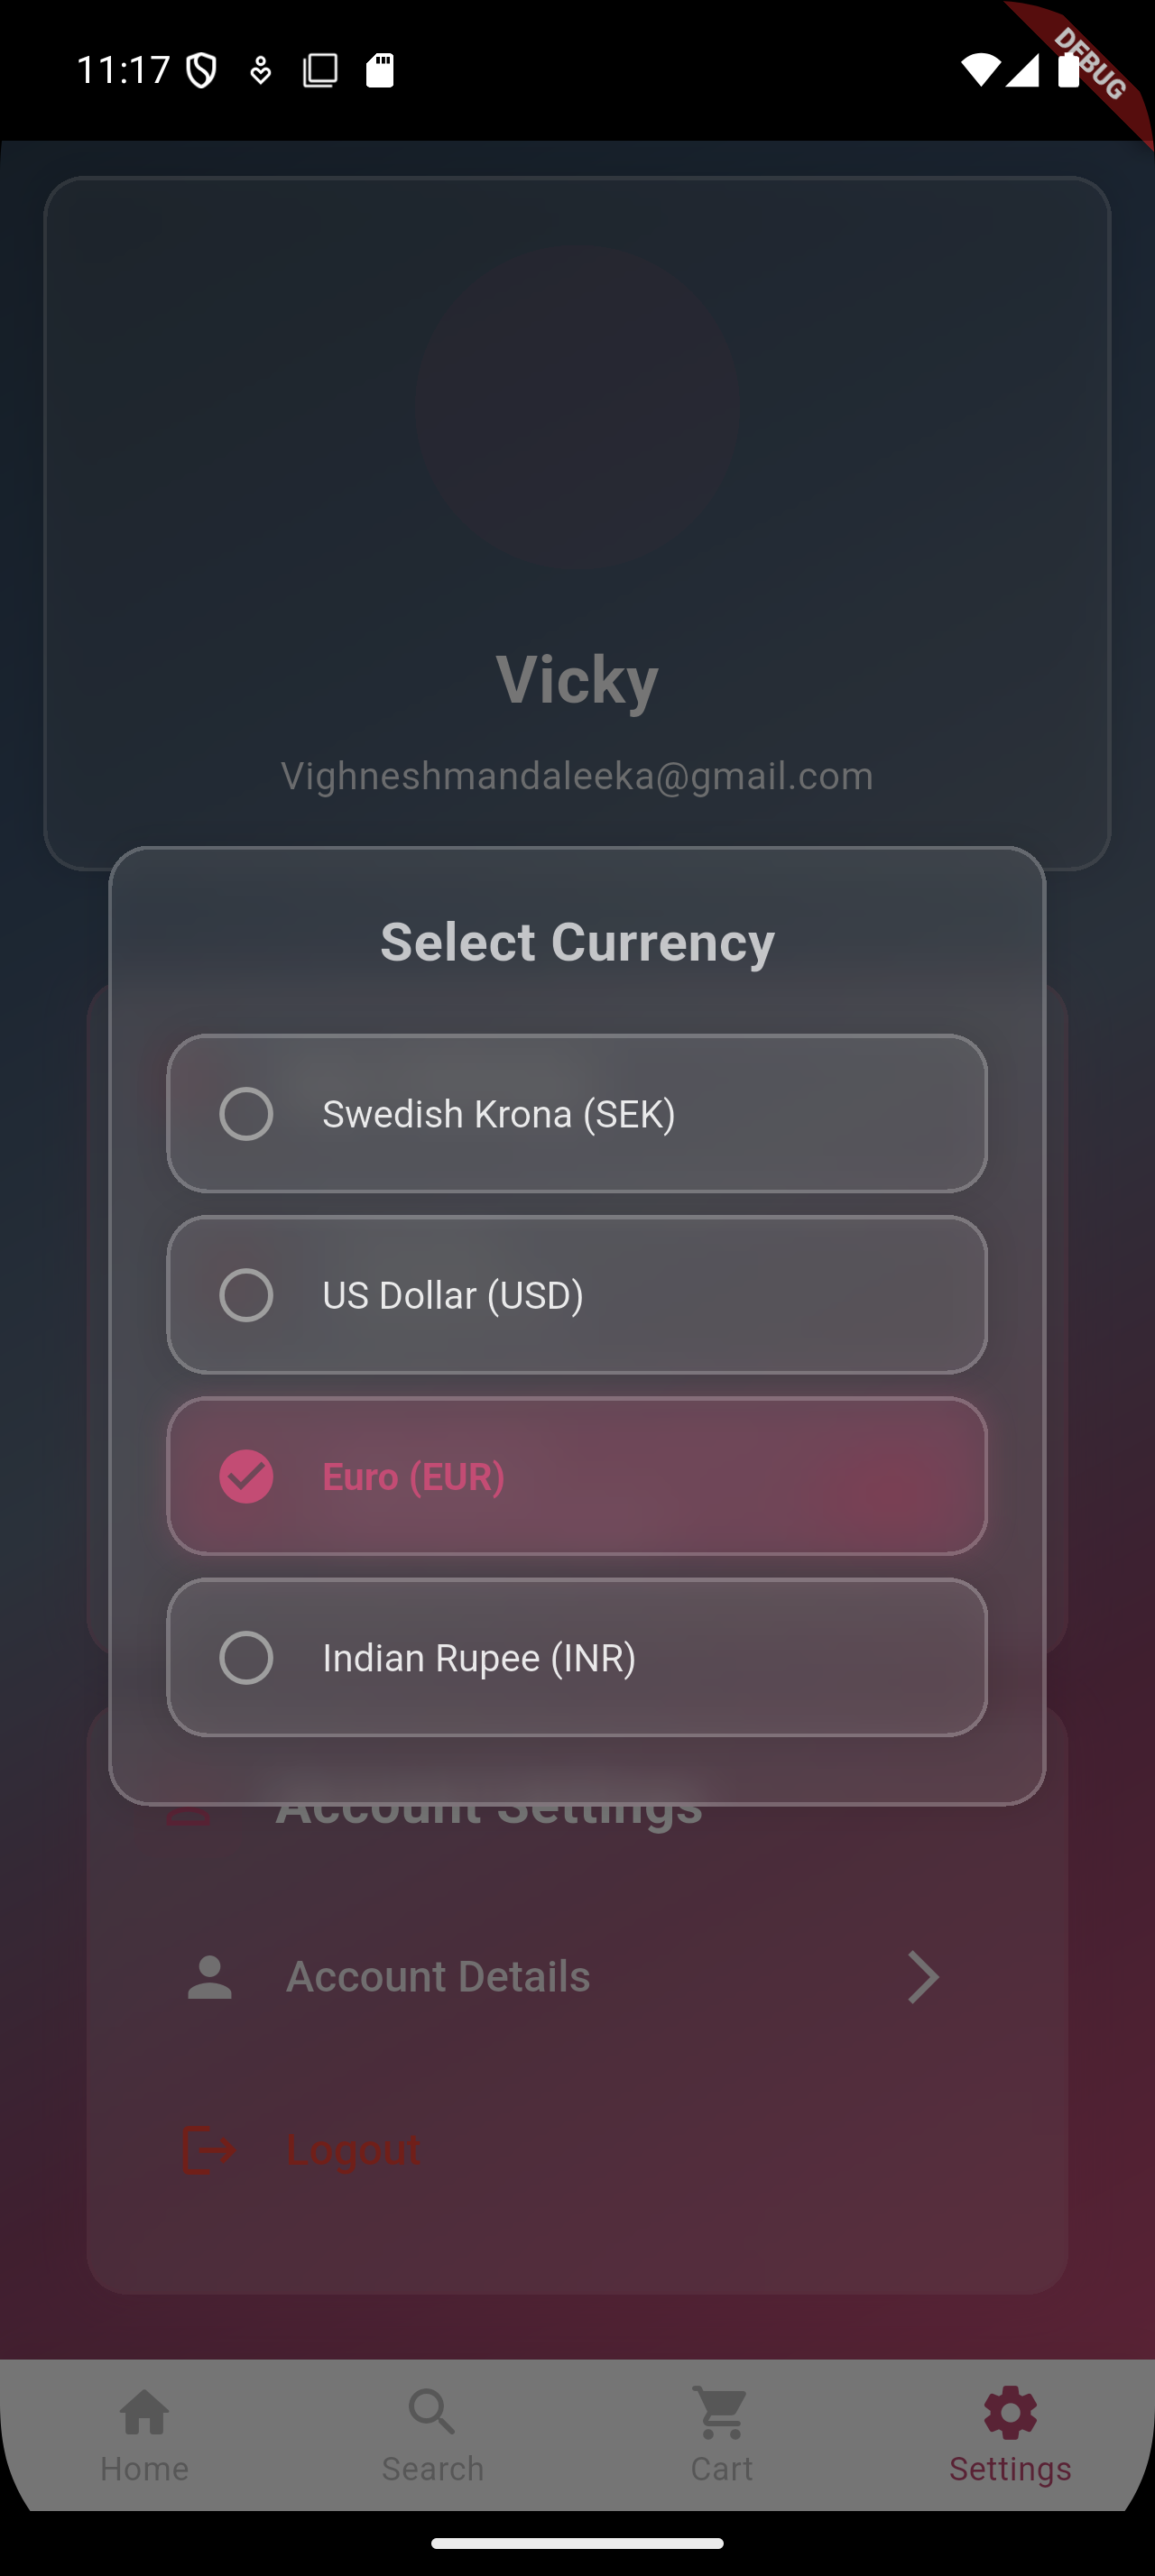 11:17
DEBUG
Vicky
Vighneshmandaleeka@gmail.com
Select Currency
Swedish Krona (SEK)
US Dollar (USD)
Euro (EUR)
Indian Rupee (INR)
Account Settings
Account Details
Logout
Home
Search
Cart
Settings